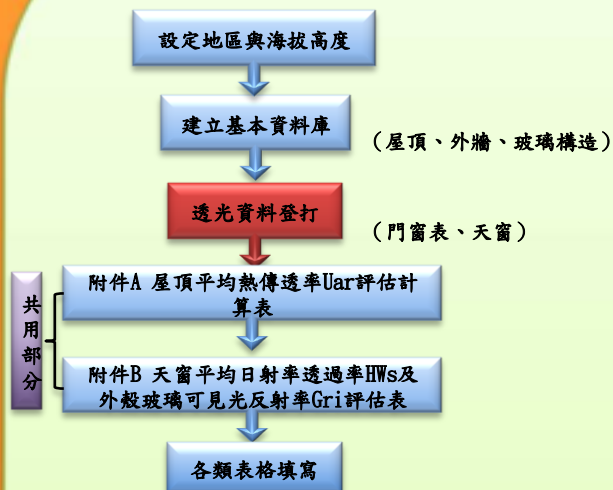 設定地區與海拔高度
建立基本資料庫
（屋頂、外牆、玻璃構造）
透光資料登打
（門窗表、天窗）
共用部分
附件A 屋頂平均熱傳透率Uar評估計
算表
附件B 天窗平均日射率透過率HWs及
外殼玻璃可見光反射率Gri評估表
各類表格填寫